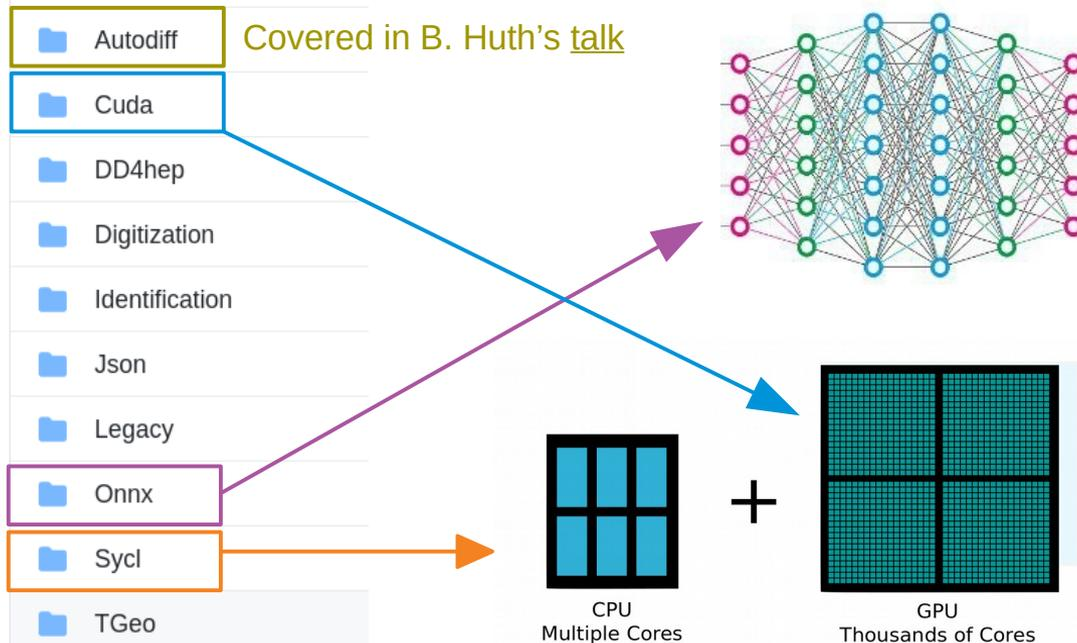 Autodiff
Covered in B. Huth's talk
Cuda
DD4hep
Digitization
Identification
Json
Legacy
Onnx
Sycl
TGeo
+
CPU
Multiple Cores
GPU
Thousands of Cores